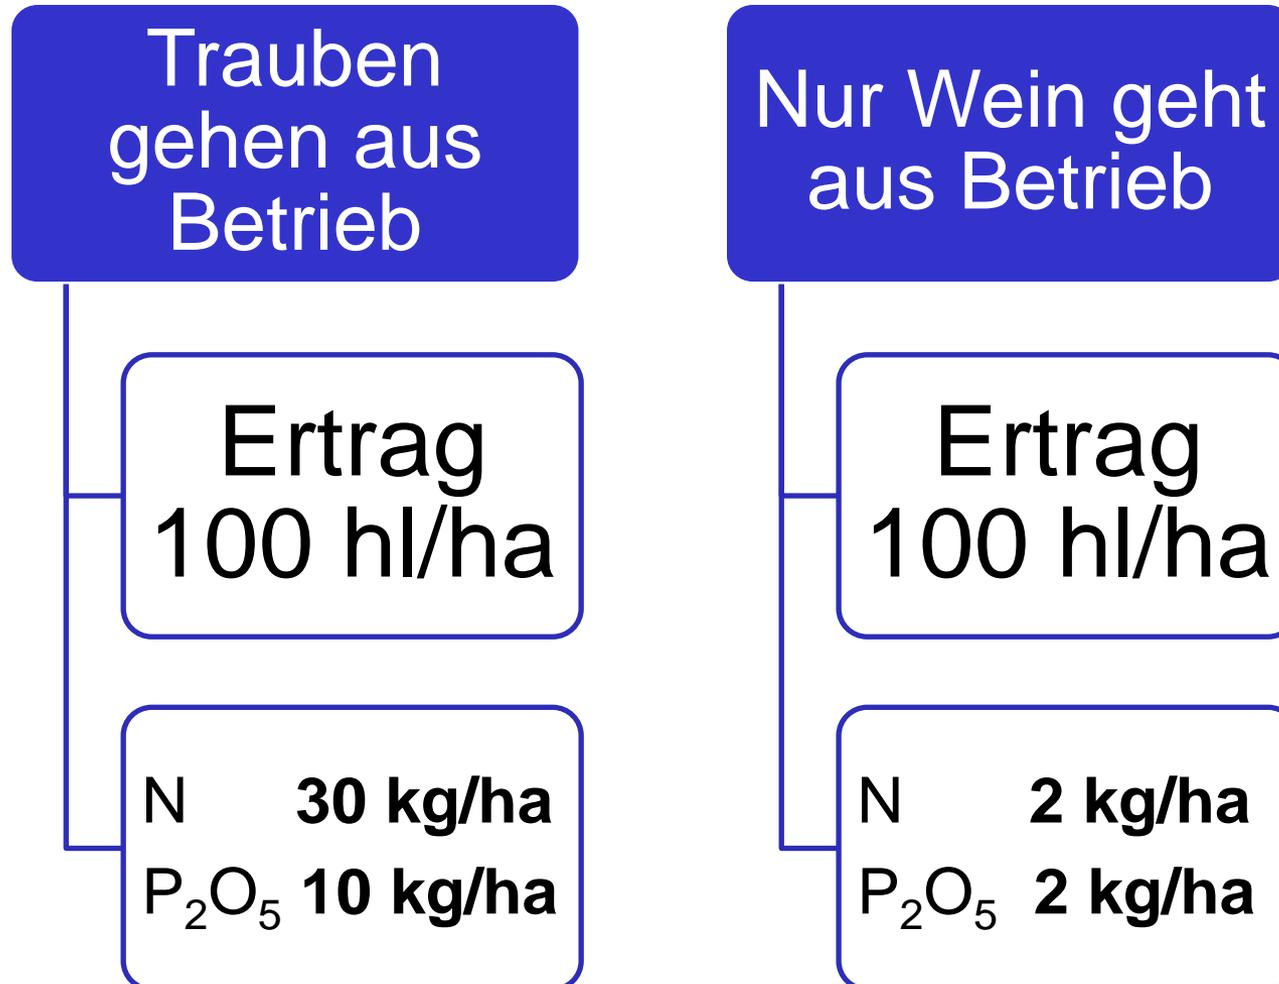 Trauben
gehen aus
Betrieb
Ertrag
100 hl/ha
N 30 kg/ha
P₂O₅ 10 kg/ha
Nur Wein geht
aus Betrieb
Ertrag
100 hl/ha
N 2 kg/ha
P₂O₅ 2 kg/ha